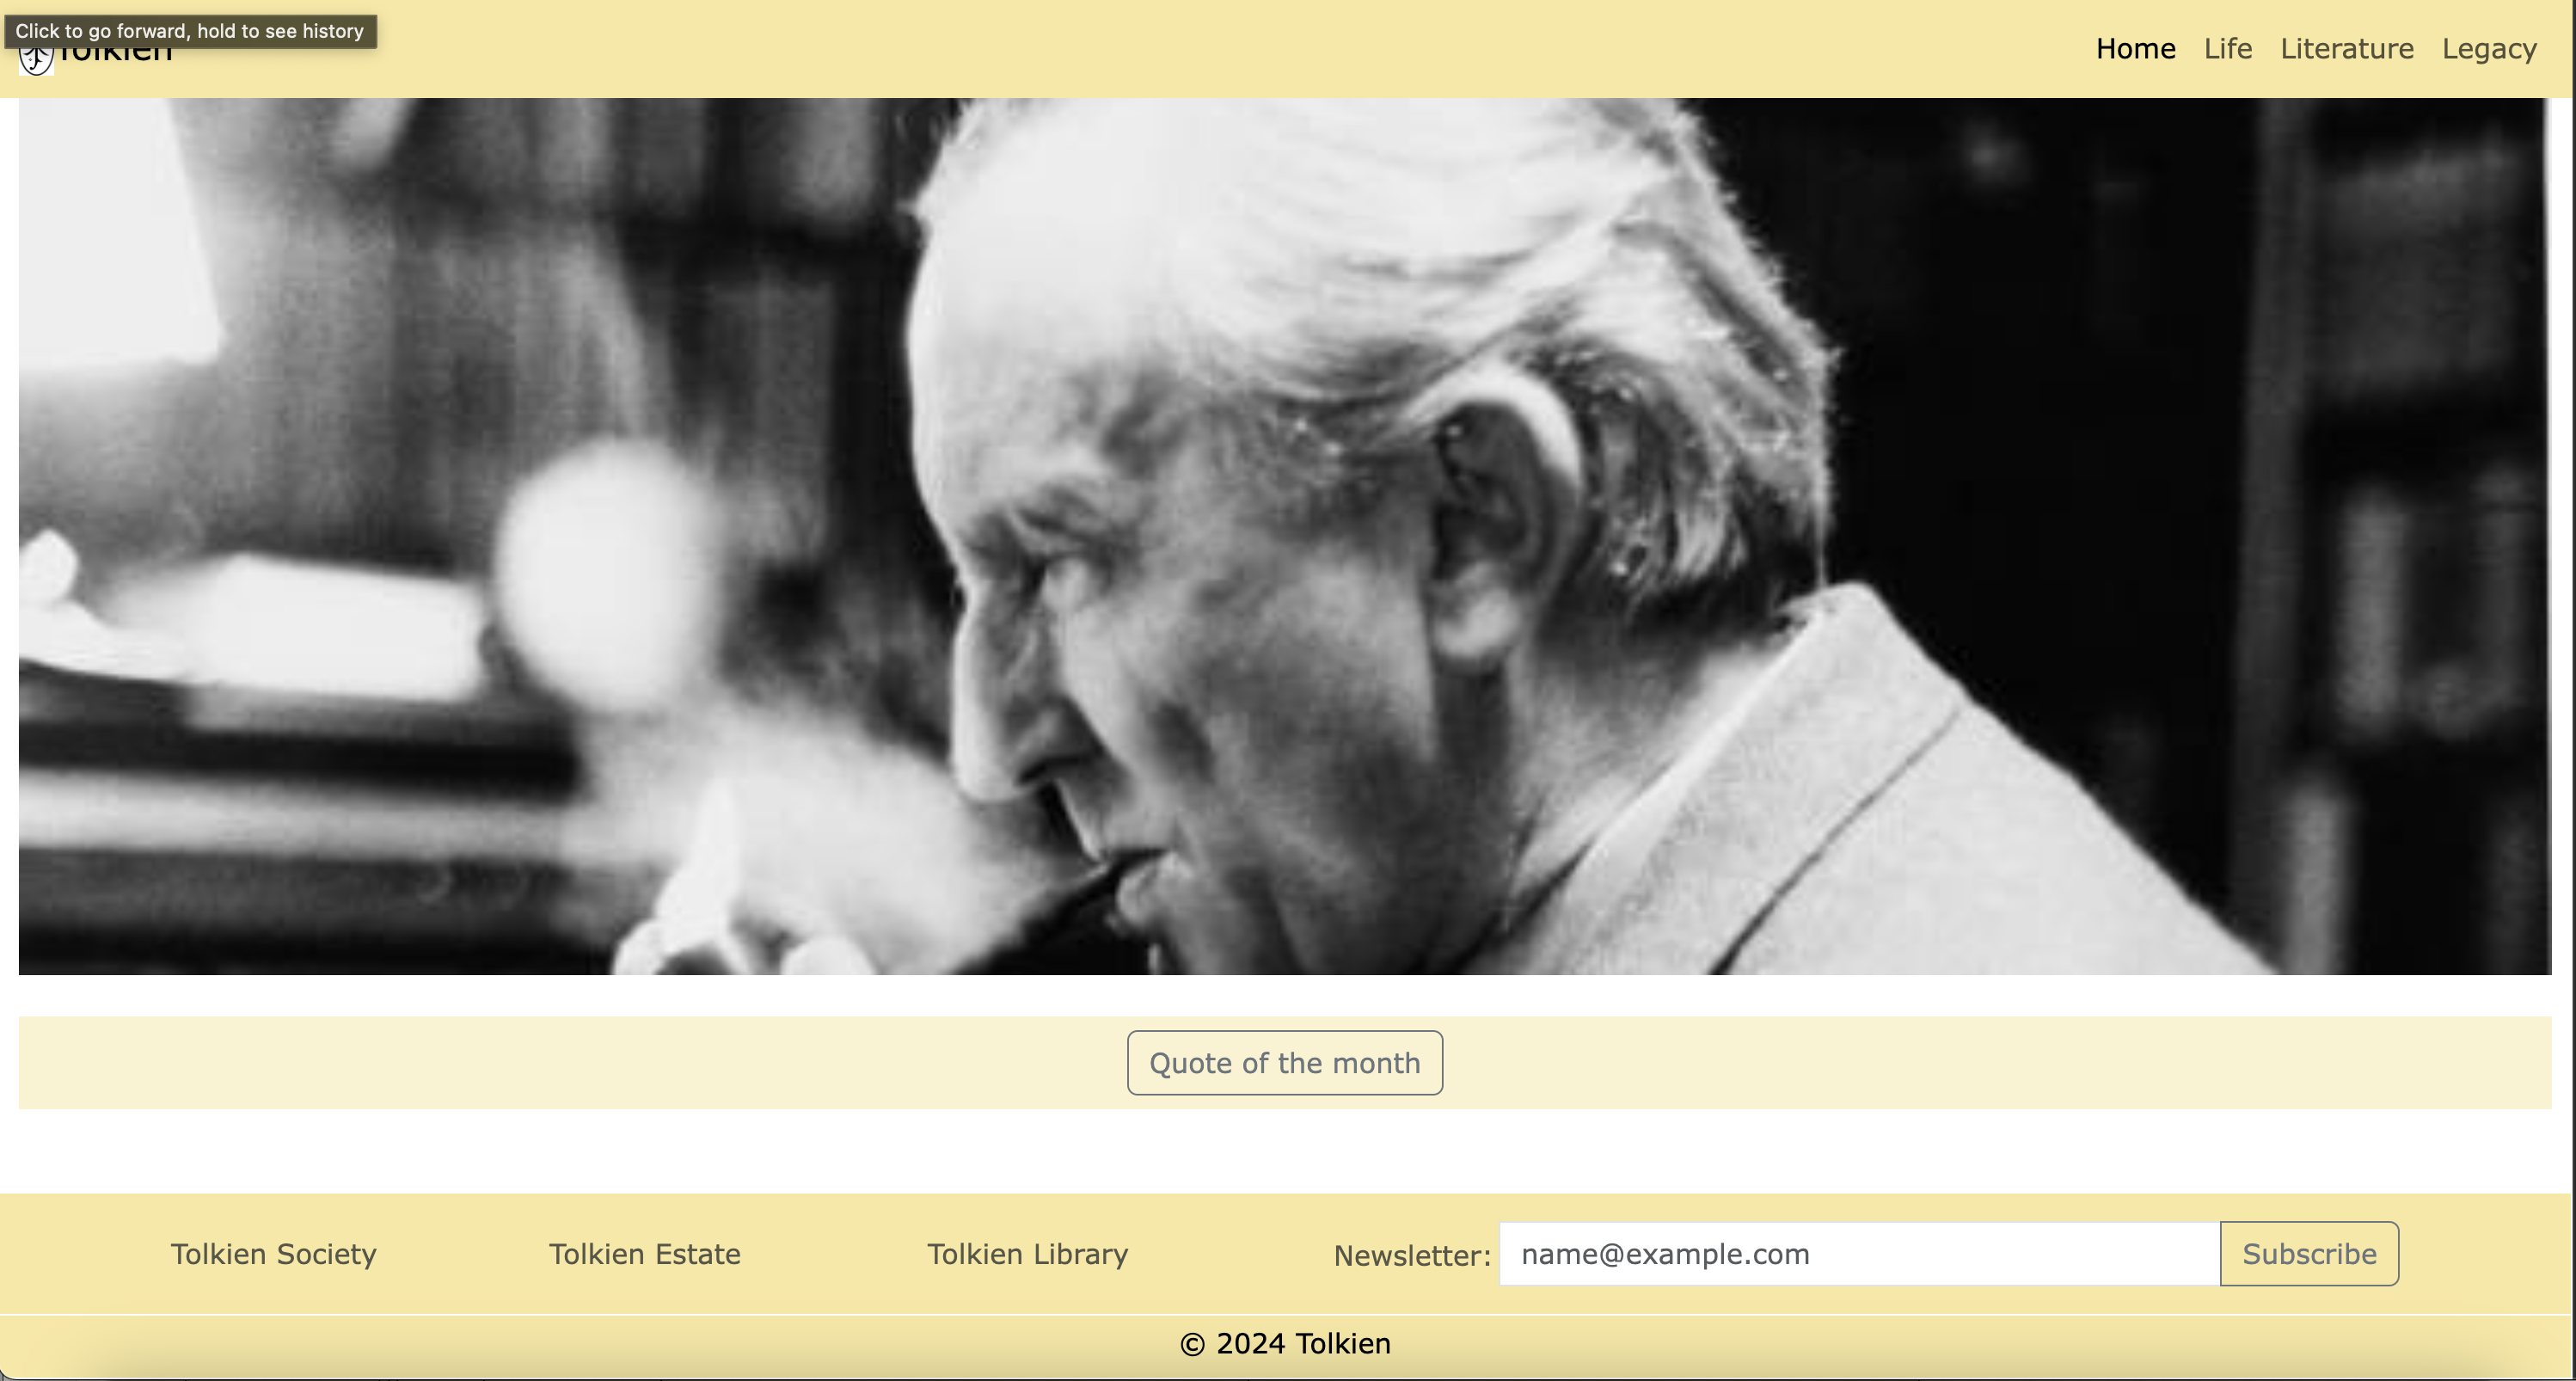 Click to go forward, hold to see history
Tolkien
Home Life Literature Legacy
Quote of the month
Tolkien Society Tolkien Estate Tolkien Library Newsletter: name@example.com Subscribe
© 2024 Tolkien